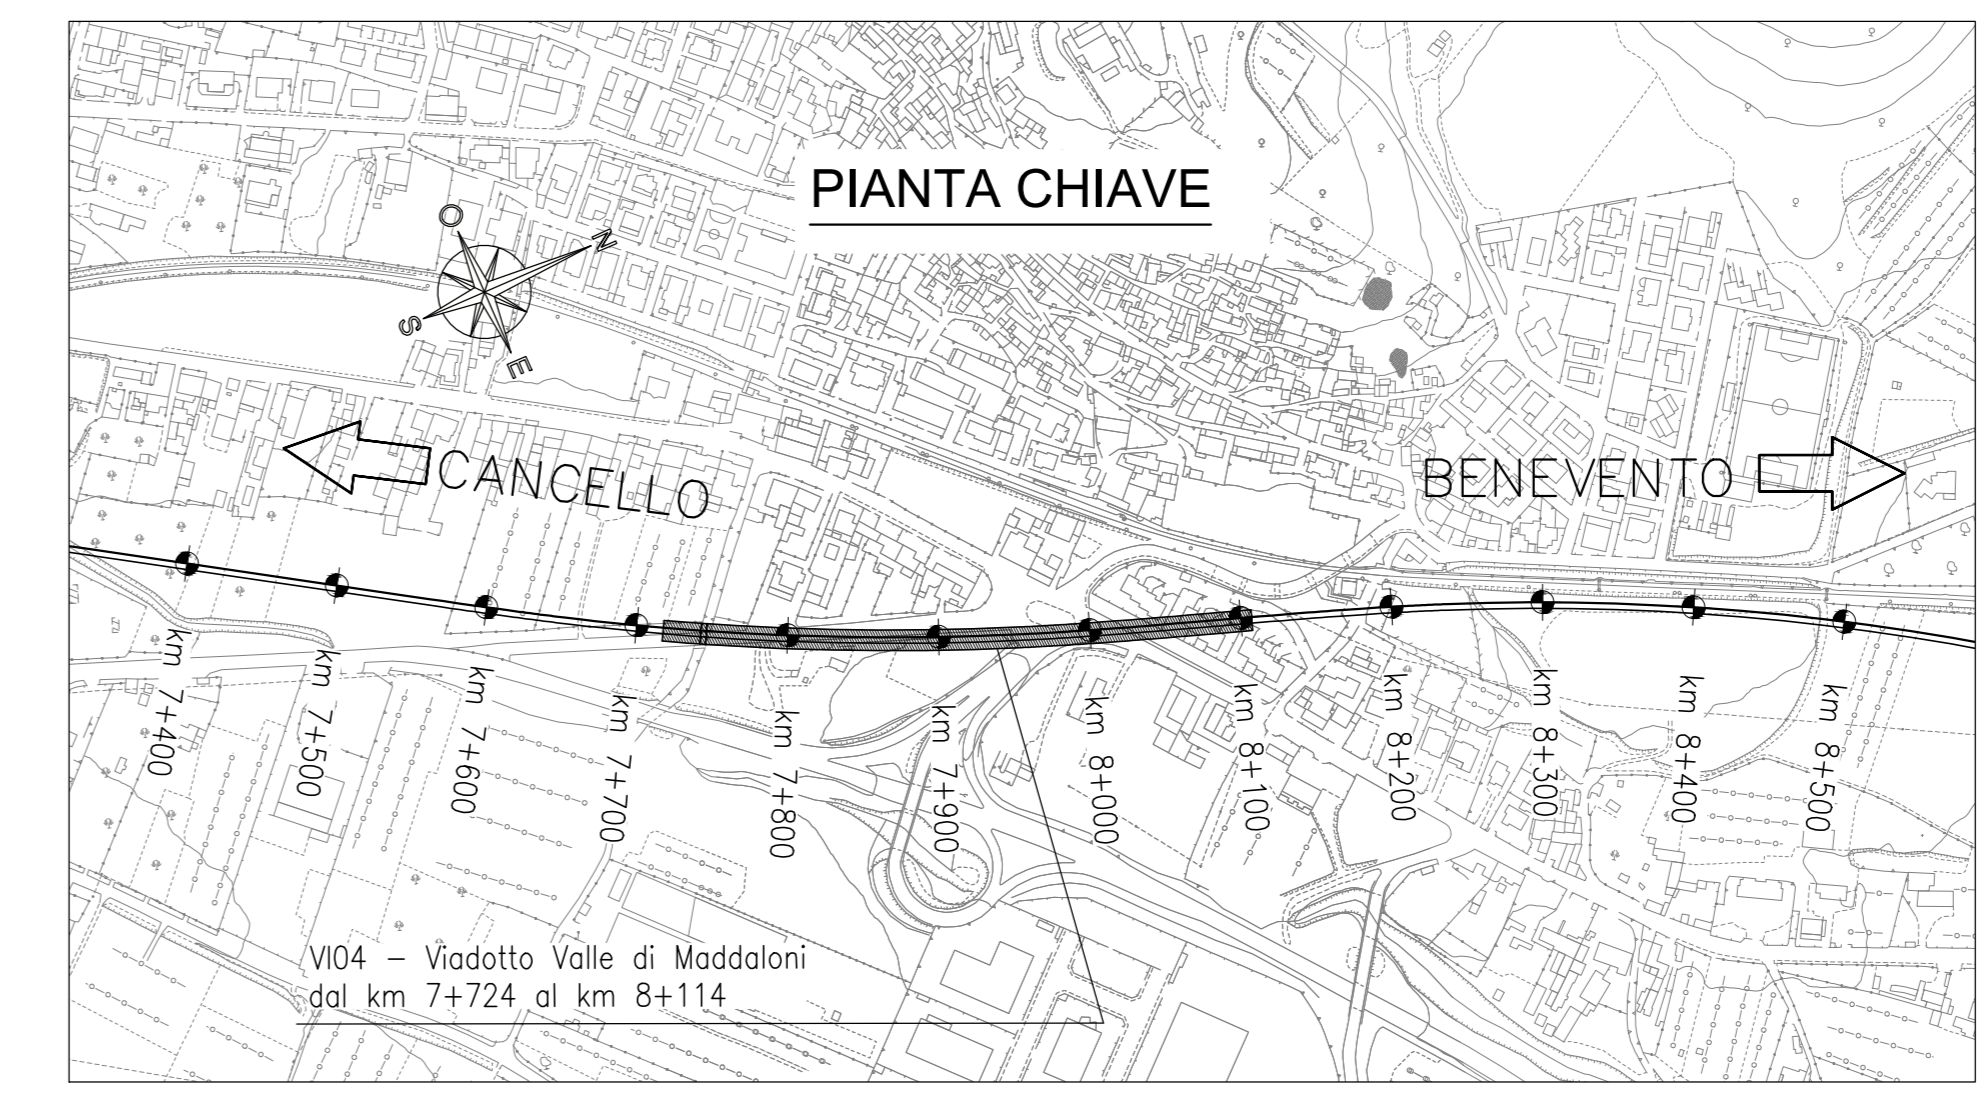 PIANTA CHIAVE
O
N
S
E
CANCELLO
BENEVENTO
km 7+400
km 7+500
km 7+600
km 7+700
km 7+800
km 7+900
km 8+000
km 8+100
km 8+200
km 8+300
km 8+400
km 8+500
VI04 – Viadotto Valle di Maddaloni
dal km 7+724 al km 8+114